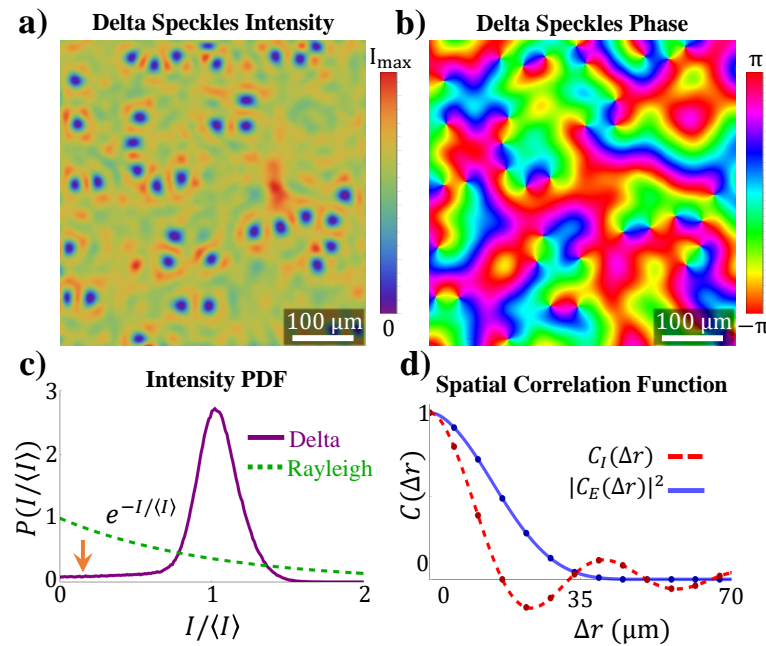 a) Delta Speckles Intensity
I_max
0
100 μm
b) Delta Speckles Phase
π
−π
100 μm
c) Intensity PDF
3
2
1
0
P(I/⟨I⟩)
Delta
Rayleigh
e^{−I/⟨I⟩}
0 1 2
I/⟨I⟩
d) Spatial Correlation Function
1
0
C(Δr)
C_I(Δr)
|C_E(Δr)|²
0 35 70
Δr (μm)